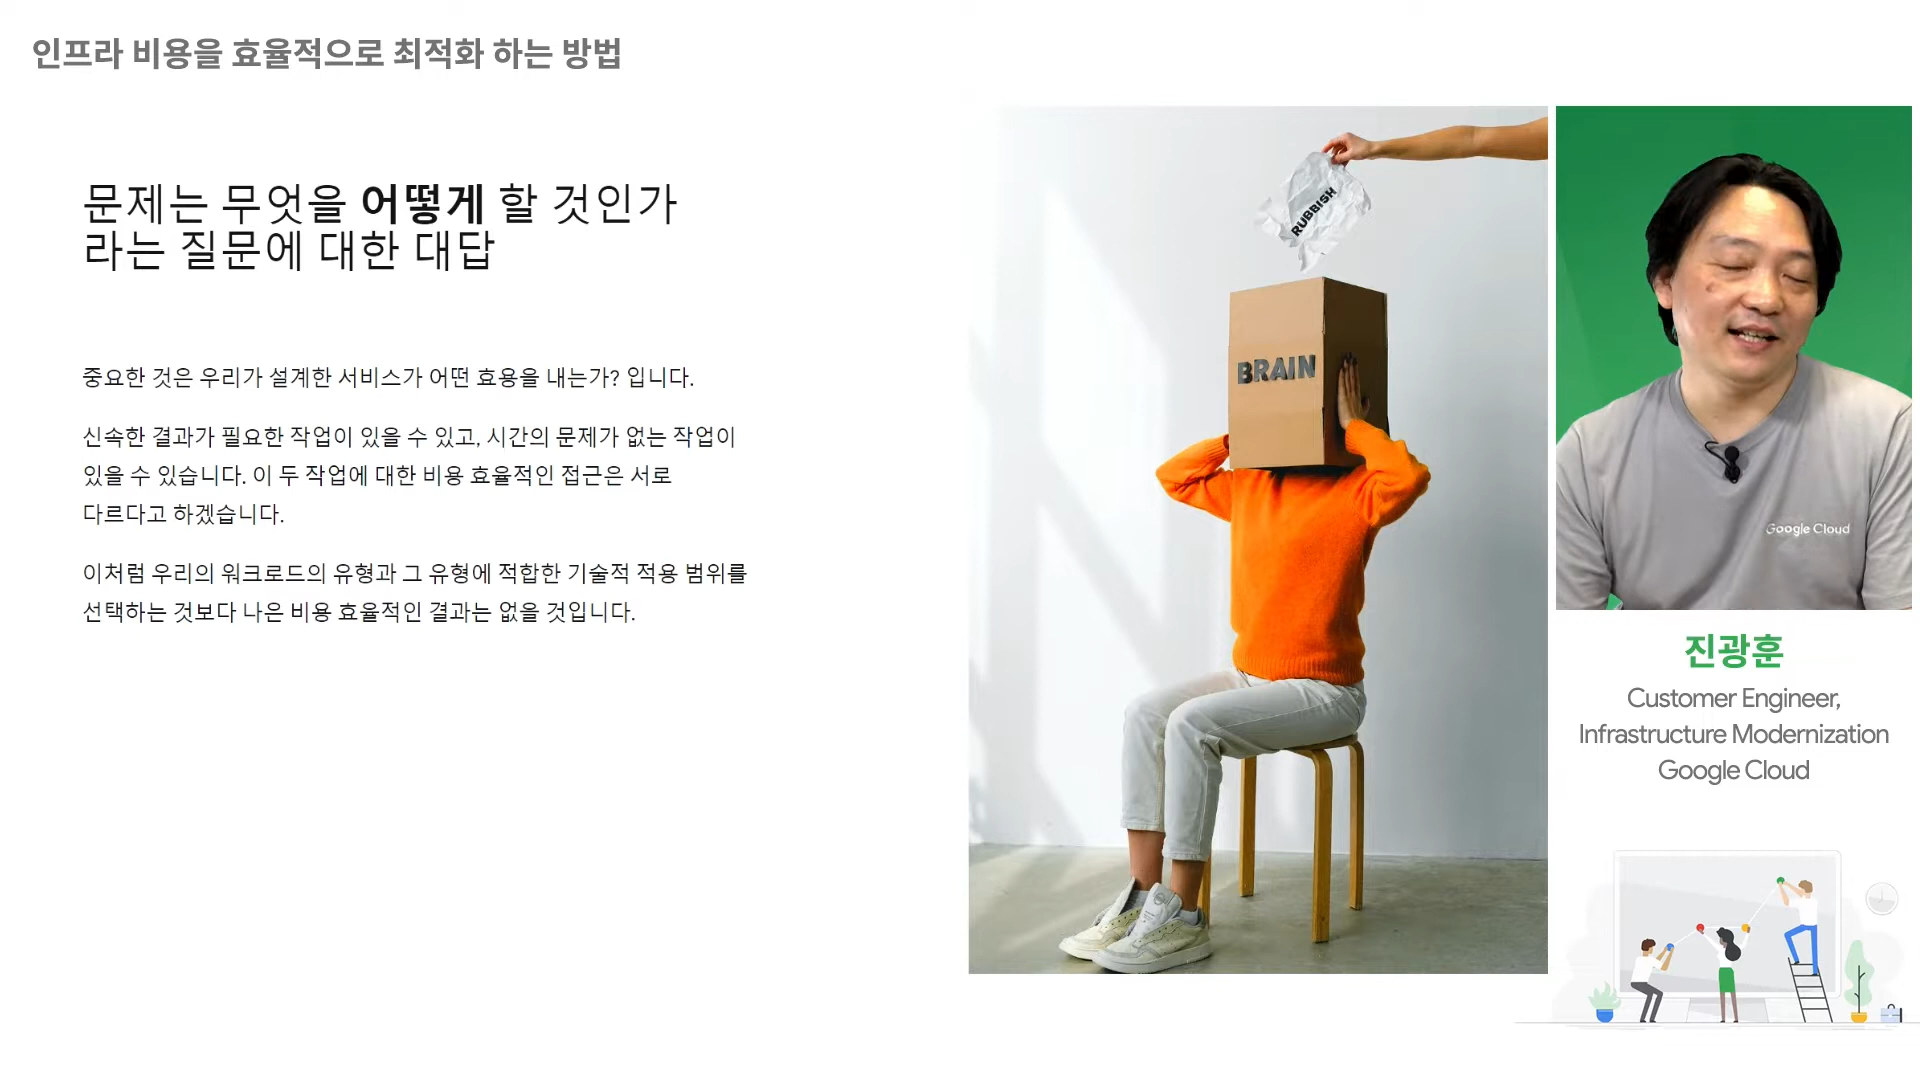 인프라 비용을 효율적으로 최적화 하는 방법
문제는 무엇을 어떻게 할 것인가
라는 질문에 대한 대답
중요한 것은 우리가 설계한 서비스가 어떤 효용을 내는가? 입니다.
신속한 결과가 필요한 작업이 있을 수 있고, 시간의 문제가 없는 작업이
있을 수 있습니다. 이 두 작업에 대한 비용 효율적인 접근은 서로
다르다고 하겠습니다.
이처럼 우리의 워크로드의 유형과 그 유형에 적합한 기술적 적용 범위를
선택하는 것보다 나은 비용 효율적인 결과는 없을 것입니다.
RUBBISH
BRAIN
Google Cloud
진광훈
Customer Engineer,
Infrastructure Modernization
Google Cloud